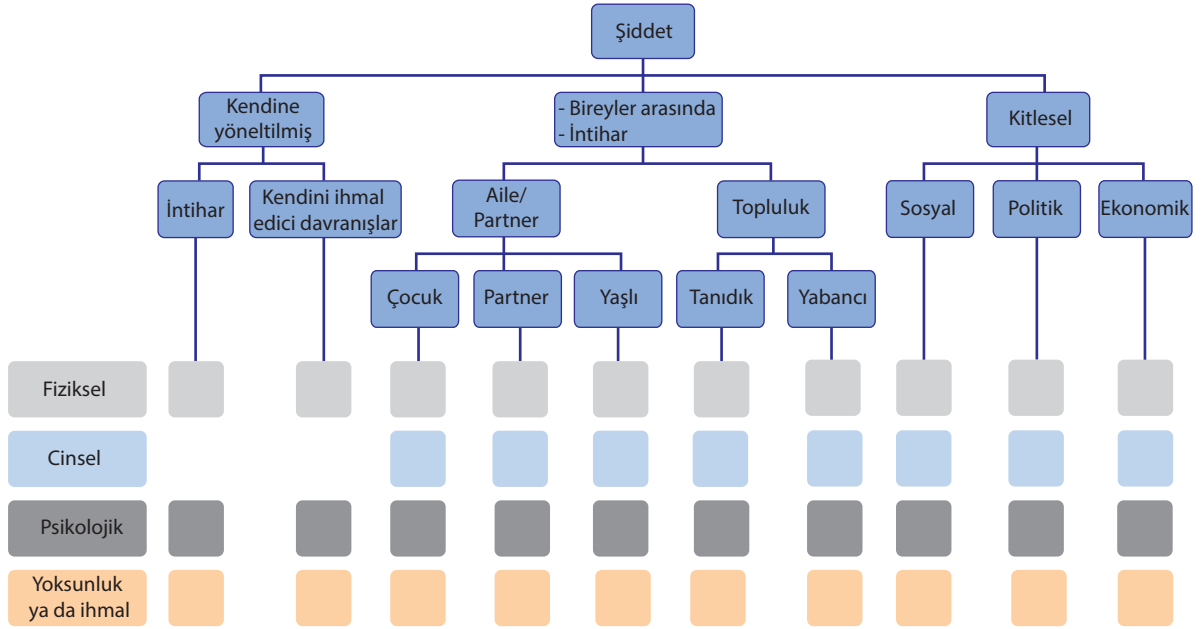 Şiddet
Kendine
yöneltilmiş
- Bireyler arasında
- İntihar
Kitlesel
İntihar
Kendini ihmal
edici davranışlar
Aile/
Partner
Topluluk
Sosyal
Politik
Ekonomik
Çocuk
Partner
Yaşlı
Tanıdık
Yabancı
Fiziksel
Cinsel
Psikolojik
Yoksunluk
ya da ihmal